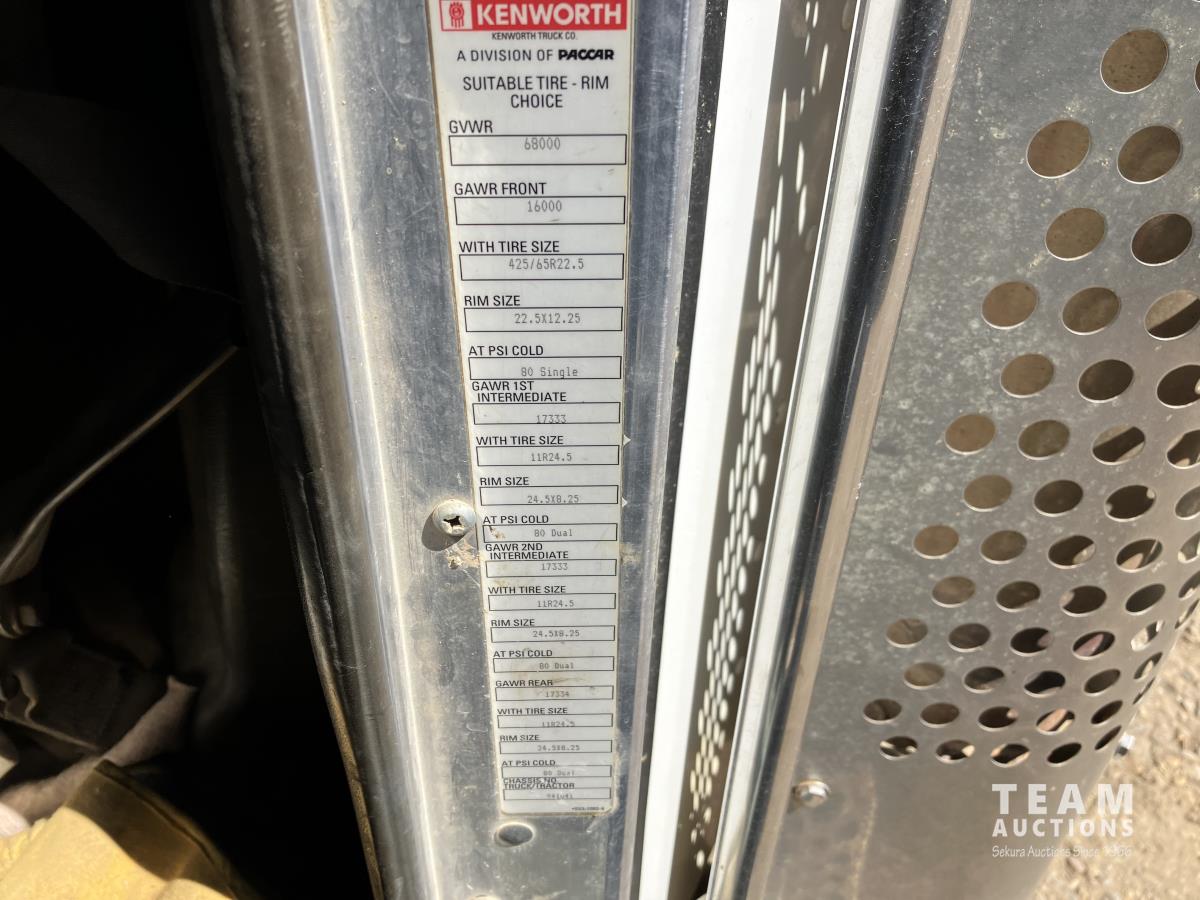 KENWORTH
KENWORTH TRUCK CO.
A DIVISION OF PACCAR
SUITABLE TIRE - RIM
CHOICE
GVWR
68000
GAWR FRONT
16000
WITH TIRE SIZE
425/65R22.5
RIM SIZE
22.5X12.25
AT PSI COLD
80 Single
GAWR 1ST
INTERMEDIATE
17333
WITH TIRE SIZE
11R24.5
RIM SIZE
24.5X8.25
AT PSI COLD
80 Dual
GAWR 2ND
INTERMEDIATE
17333
WITH TIRE SIZE
11R24.5
RIM SIZE
24.5X8.25
AT PSI COLD
80 Dual
GAWR REAR
17334
WITH TIRE SIZE
11R24.5
RIM SIZE
24.5X8.25
AT PSI COLD
80 Dual
CHASSIS NO.
TRUCK/TRACTOR
TEAM
AUCTIONS
Sekura Auctions Since 1966